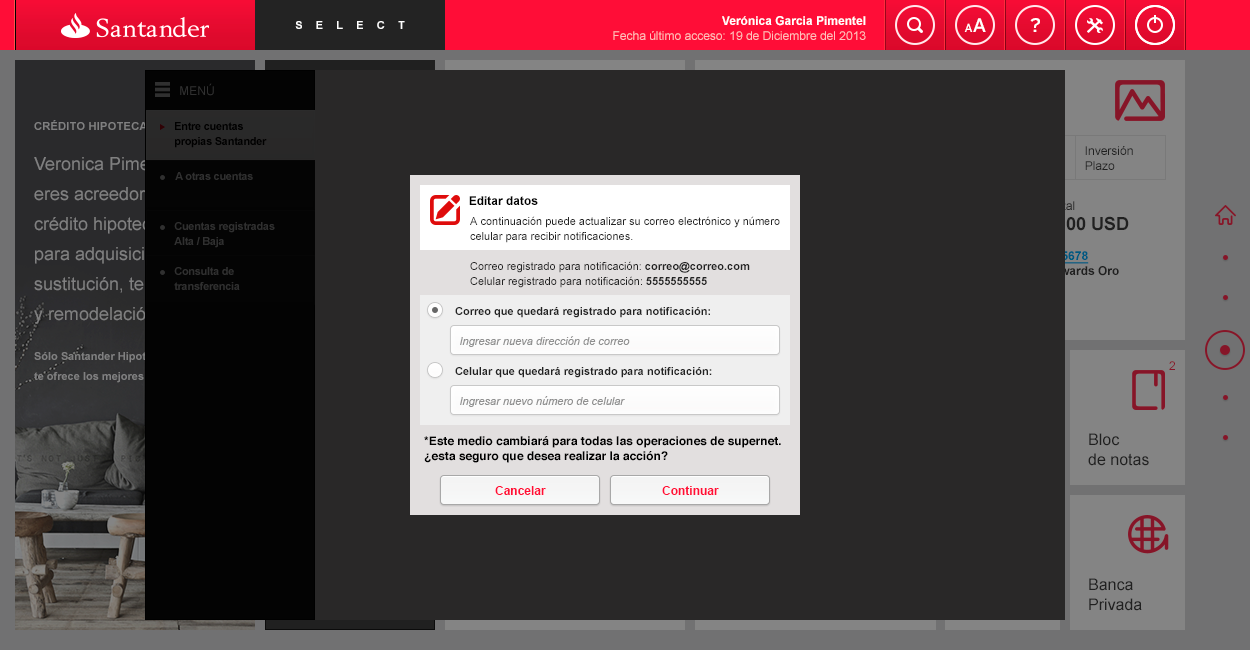 Santander
SELECT
Verónica Garcia Pimentel
Fecha último acceso: 19 de Diciembre del 2013
AA
?
MENÚ
CRÉDITO HIPOTECA
Entre cuentas
propias Santander
Veronica Pime
eres acreedor
crédito hipotec
para adquisici
sustitución, te
y remodelació
A otras cuentas
Cuentas registradas
Alta / Baja
Consulta de
transferencia
Sólo Santander Hipot
te ofrece los mejores
Editar datos
A continuación puede actualizar su correo electrónico y número
celular para recibir notificaciones.
Correo registrado para notificación: correo@correo.com
Celular registrado para notificación: 5555555555
Correo que quedará registrado para notificación:
Ingresar nueva dirección de correo
Celular que quedará registrado para notificación:
Ingresar nuevo número de celular
*Este medio cambiará para todas las operaciones de supernet.
¿esta seguro que desea realizar la acción?
Cancelar
Continuar
Inversión
Plazo
tal
00 USD
5678
wards Oro
2
Bloc
de notas
Banca
Privada